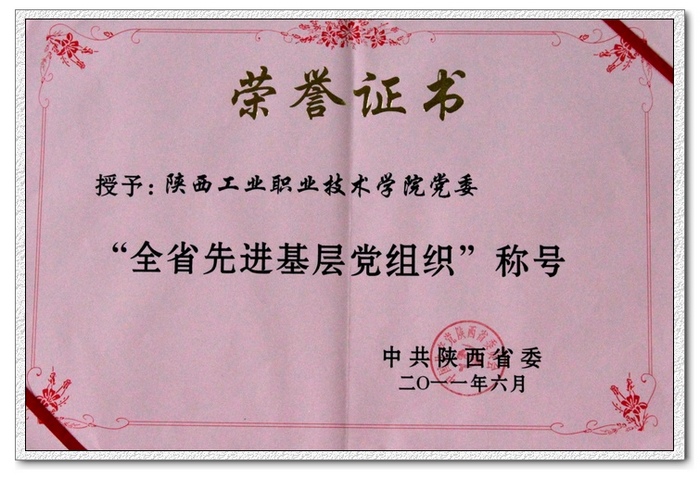 荣誉证书
授予：陕西工业职业技术学院党委
“全省先进基层党组织”称号
中共陕西省委
二〇一一年六月